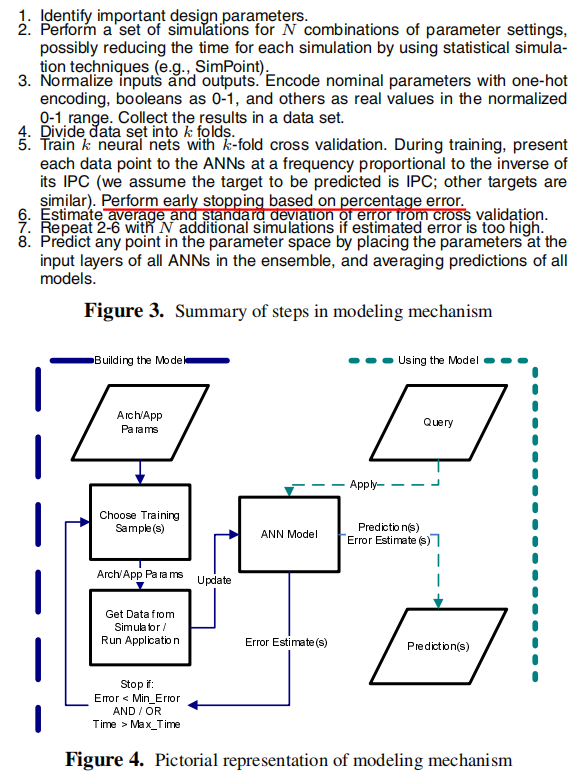 1. Identify important design parameters.
2. Perform a set of simulations for N combinations of parameter settings,
possibly reducing the time for each simulation by using statistical simula-
tion techniques (e.g., SimPoint).
3. Normalize inputs and outputs. Encode nominal parameters with one-hot
encoding, booleans as 0-1, and others as real values in the normalized
0-1 range. Collect the results in a data set.
4. Divide data set into k folds.
5. Train k neural nets with k-fold cross validation. During training, present
each data point to the ANNs at a frequency proportional to the inverse of
its IPC (we assume the target to be predicted is IPC; other targets are
similar). Perform early stopping based on percentage error.
6. Estimate average and standard deviation of error from cross validation.
7. Repeat 2-6 with N additional simulations if estimated error is too high.
8. Predict any point in the parameter space by placing the parameters at the
input layers of all ANNs in the ensemble, and averaging predictions of all
models.
Figure 3. Summary of steps in modeling mechanism
Building the Model
Using the Model
Arch/App
Params
Query
Apply
Choose Training
Sample(s)
ANN Model
Prediction(s)
Error Estimate(s)
Arch/App Params
Update
Get Data from
Simulator /
Run Application
Error Estimate(s)
Prediction(s)
Stop if:
Error < Min_Error
AND / OR
Time > Max_Time
Figure 4. Pictorial representation of modeling mechanism